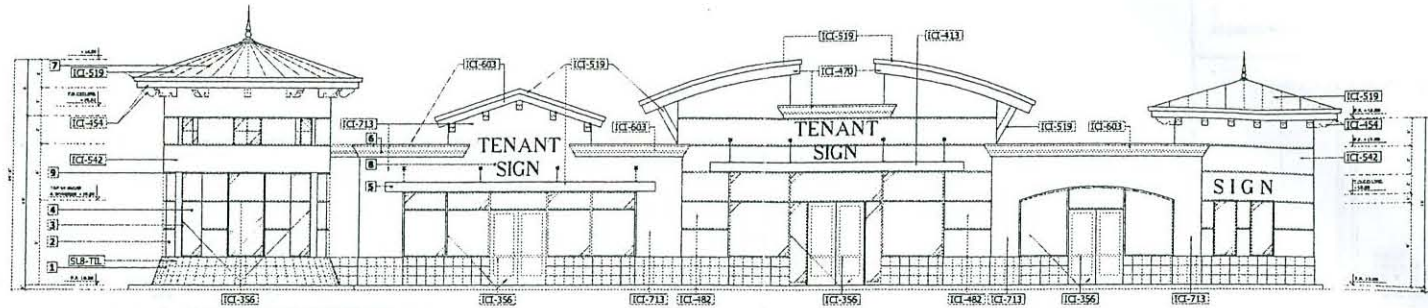 ICI-519
ICI-413
7
ICI-519
ICI-603
ICI-519
ICI-470
ICI-519
ICI-454
ICI-713
6
ICI-603
TENANT
SIGN
TENANT
SIGN
ICI-519
ICI-603
ICI-454
ICI-542
8
ICI-542
9
5
SIGN
4
3
2
SL8-TIL
1
ICI-356
ICI-356
ICI-713
ICI-482
ICI-356
ICI-482
ICI-713
ICI-356
ICI-713